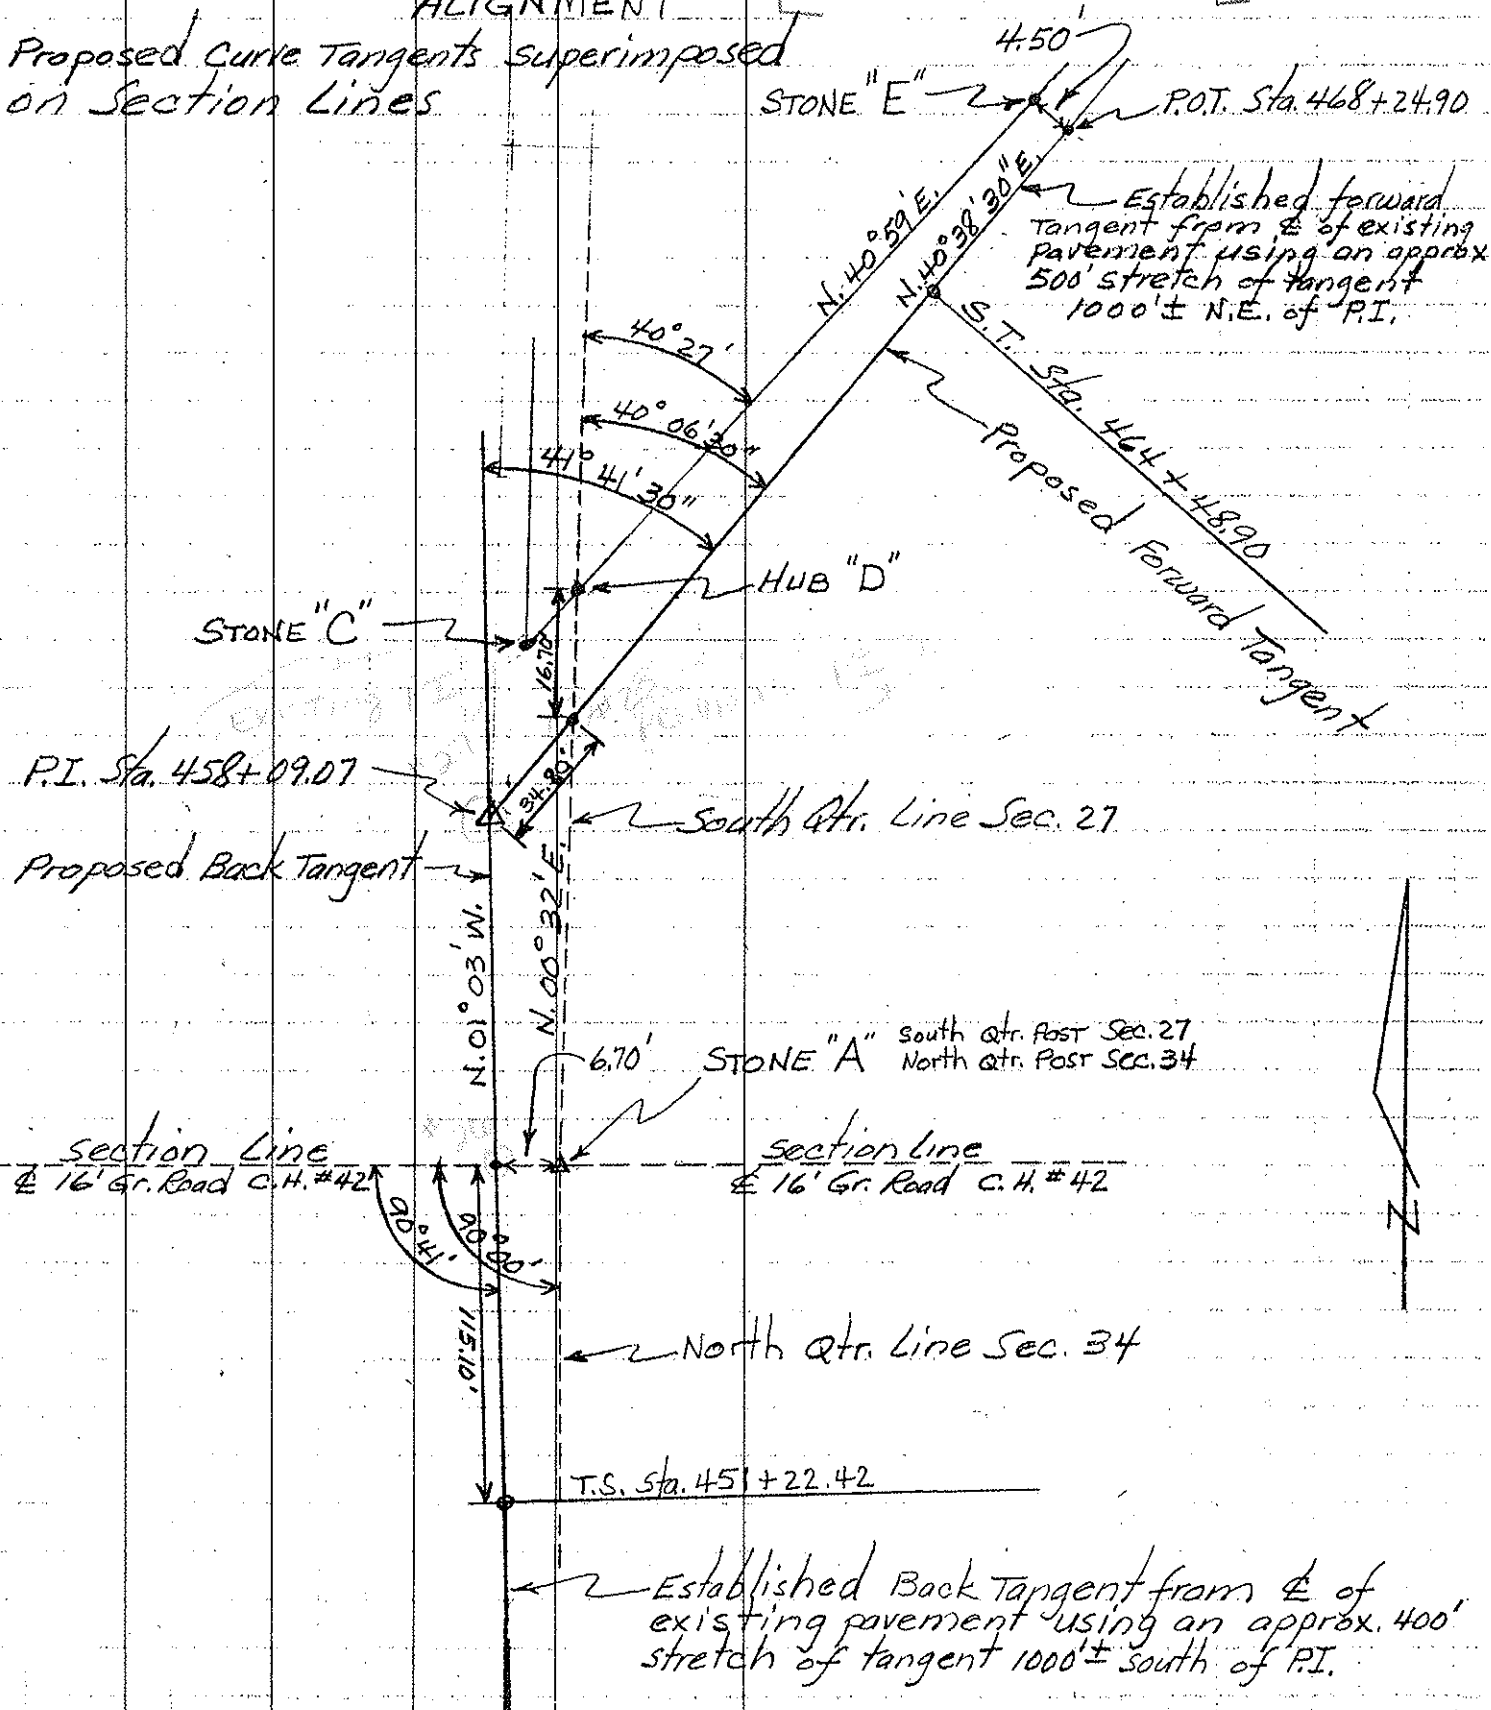 ALIGNMENT
Proposed Curve Tangents Superimposed
on Section Lines
4.50'
STONE "E"
P.O.T. Sta. 468+24.90
N. 40° 59' E.
N. 40° 38' 30" E.
Established forward
Tangent from ℄ of existing
pavement using an approx
500' stretch of tangent
1000'± N.E. of P.I.
S.T. Sta. 464+48.90
Proposed Forward Tangent
40° 27'
40° 06' 30"
41° 41' 30"
HUB "D"
STONE "C"
16.70'
P.I. Sta. 458+09.07
34.80'
South Qtr. Line Sec. 27
Proposed Back Tangent
N. 01° 03' W.
N. 00° 32' E.
6.70'
STONE "A" South Qtr. Post Sec. 27
North Qtr. Post Sec. 34
Section Line
℄ 16' Gr. Road C.H. #42
Section Line
℄ 16' Gr. Road C.H. #42
90° 41'
90° 00'
N
115.10'
North Qtr. Line Sec. 34
T.S. Sta. 451+22.42
Established Back Tangent from ℄ of
existing pavement using an approx. 400'
stretch of tangent 1000'± South of P.I.